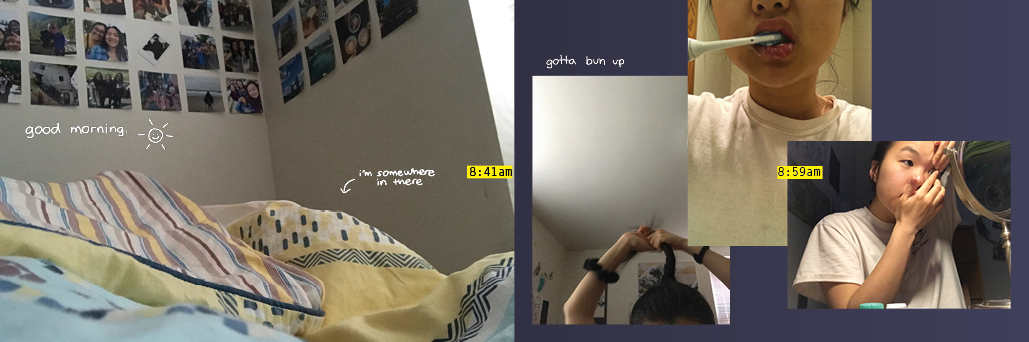 good morning.
i'm somewhere
in there
8:41am
gotta bun up
8:59am